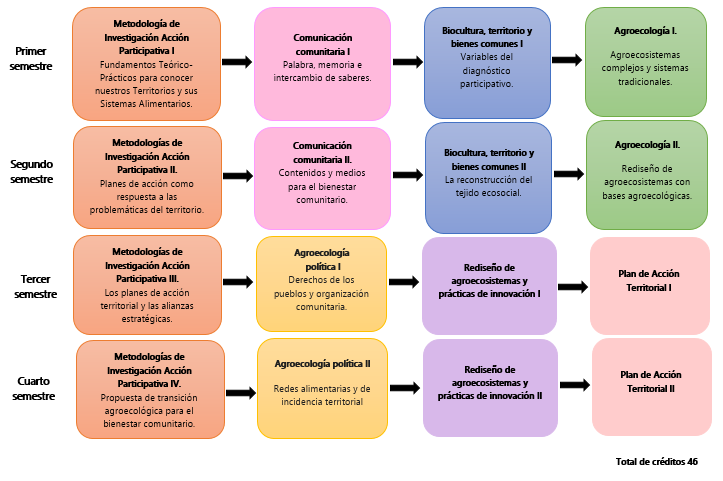 Primer
semestre
Metodología de
Investigación Acción
Participativa I
Fundamentos Teórico-
Prácticos para conocer
nuestros Territorios y sus
Sistemas Alimentarios.
Comunicación
comunitaria I
Palabra, memoria e
intercambio de saberes.
Biocultura, territorio y
bienes comunes I
Variables del
diagnóstico
participativo.
Agroecología I.
Agroecosistemas
complejos y sistemas
tradicionales.
Segundo
semestre
Metodologías de
Investigación Acción
Participativa II.
Planes de acción como
respuesta a las
problemáticas del territorio.
Comunicación
comunitaria II.
Contenidos y medios
para el bienestar
comunitario.
Biocultura, territorio y
bienes comunes II
La reconstrucción del
tejido ecosocial.
Agroecología II.
Rediseño de
agroecosistemas con
bases agroecológicas.
Tercer
semestre
Metodologías de
Investigación Acción
Participativa III.
Los planes de acción
territorial y las alianzas
estratégicas.
Agroecología
política I
Derechos de los
pueblos y organización
comunitaria.
Rediseño de
agroecosistemas y
prácticas de innovación I
Plan de Acción
Territorial I
Cuarto
semestre
Metodologías de
Investigación Acción
Participativa IV.
Propuesta de transición
agroecológica para el
bienestar comunitario.
Agroecología política II
Redes alimentarias y de
incidencia territorial
Rediseño de
agroecosistemas y
prácticas de innovación II
Plan de Acción
Territorial II
Total de créditos 46